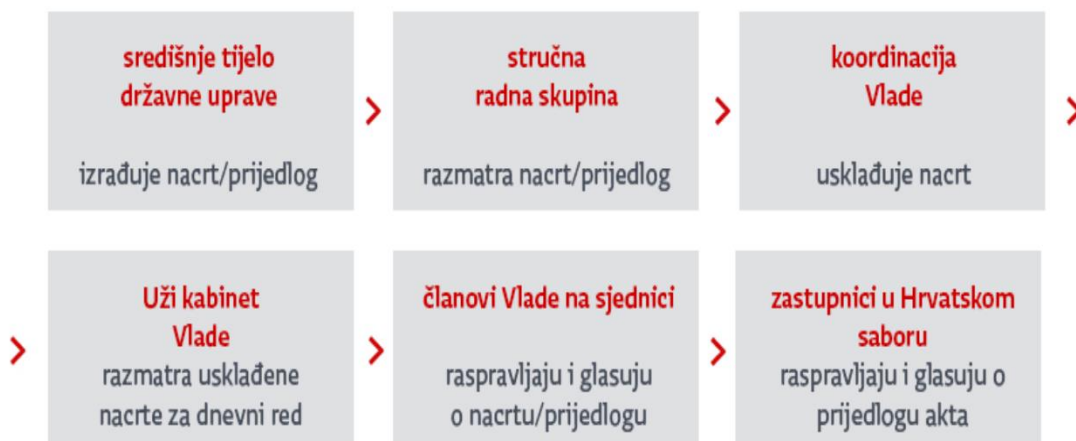 središnje tijelo
državne uprave
izrađuje nacrt/prijedlog
stručna
radna skupina
razmatra nacrt/prijedlog
koordinacija
Vlade
usklađuje nacrt
Uži kabinet
Vlade
razmatra usklađene
nacrte za dnevni red
članovi Vlade na sjednici
raspravljaju i glasuju
o nacrtu/prijedlogu
zastupnici u Hrvatskom
saboru
raspravljaju i glasuju o
prijedlogu akta